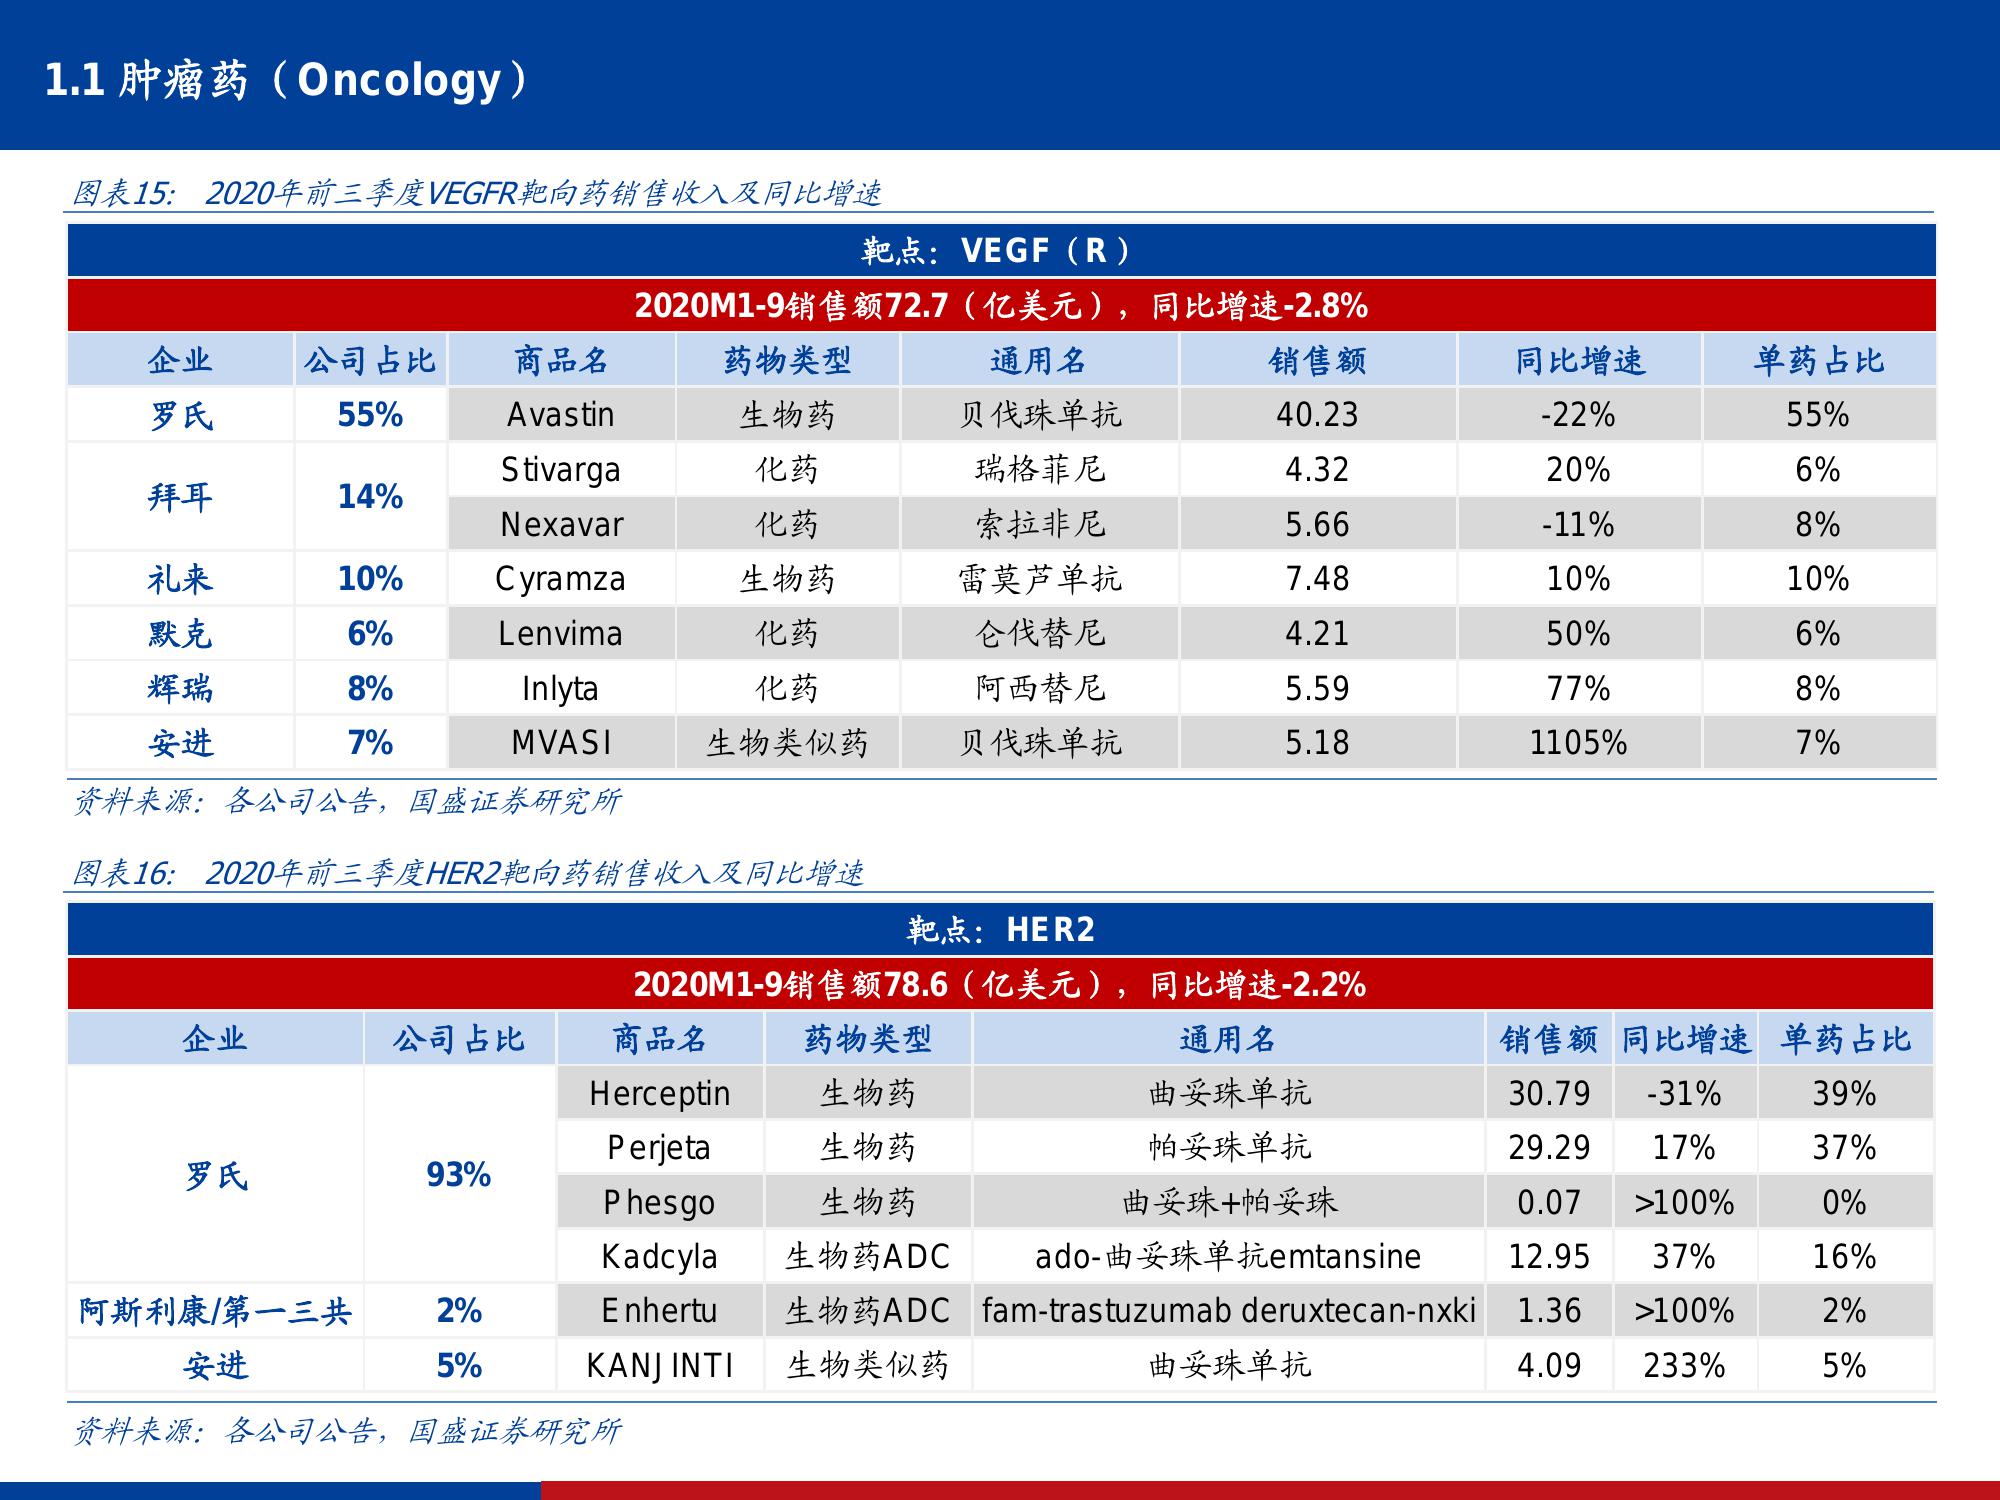 1.1 肿瘤药（Oncology）
图表15： 2020年前三季度VEGFR靶向药销售收入及同比增速
靶点：VEGF（R）
2020M1-9销售额72.7（亿美元），同比增速-2.8%
企业 公司占比 商品名 药物类型 通用名 销售额 同比增速 单药占比
罗氏 55% Avastin 生物药 贝伐珠单抗 40.23 -22% 55%
拜耳 14% Stivarga 化药 瑞格菲尼 4.32 20% 6%
Nexavar 化药 索拉非尼 5.66 -11% 8%
礼来 10% Cyramza 生物药 雷莫芦单抗 7.48 10% 10%
默克 6% Lenvima 化药 仑伐替尼 4.21 50% 6%
辉瑞 8% Inlyta 化药 阿西替尼 5.59 77% 8%
安进 7% MVASI 生物类似药 贝伐珠单抗 5.18 1105% 7%
资料来源：各公司公告，国盛证券研究所
图表16： 2020年前三季度HER2靶向药销售收入及同比增速
靶点：HER2
2020M1-9销售额78.6（亿美元），同比增速-2.2%
企业 公司占比 商品名 药物类型 通用名 销售额 同比增速 单药占比
罗氏 93% Herceptin 生物药 曲妥珠单抗 30.79 -31% 39%
Perjeta 生物药 帕妥珠单抗 29.29 17% 37%
Phesgo 生物药 曲妥珠+帕妥珠 0.07 >100% 0%
Kadcyla 生物药ADC ado-曲妥珠单抗emtansine 12.95 37% 16%
阿斯利康/第一三共 2% Enhertu 生物药ADC fam-trastuzumab deruxtecan-nxki 1.36 >100% 2%
安进 5% KANJINTI 生物类似药 曲妥珠单抗 4.09 233% 5%
资料来源：各公司公告，国盛证券研究所